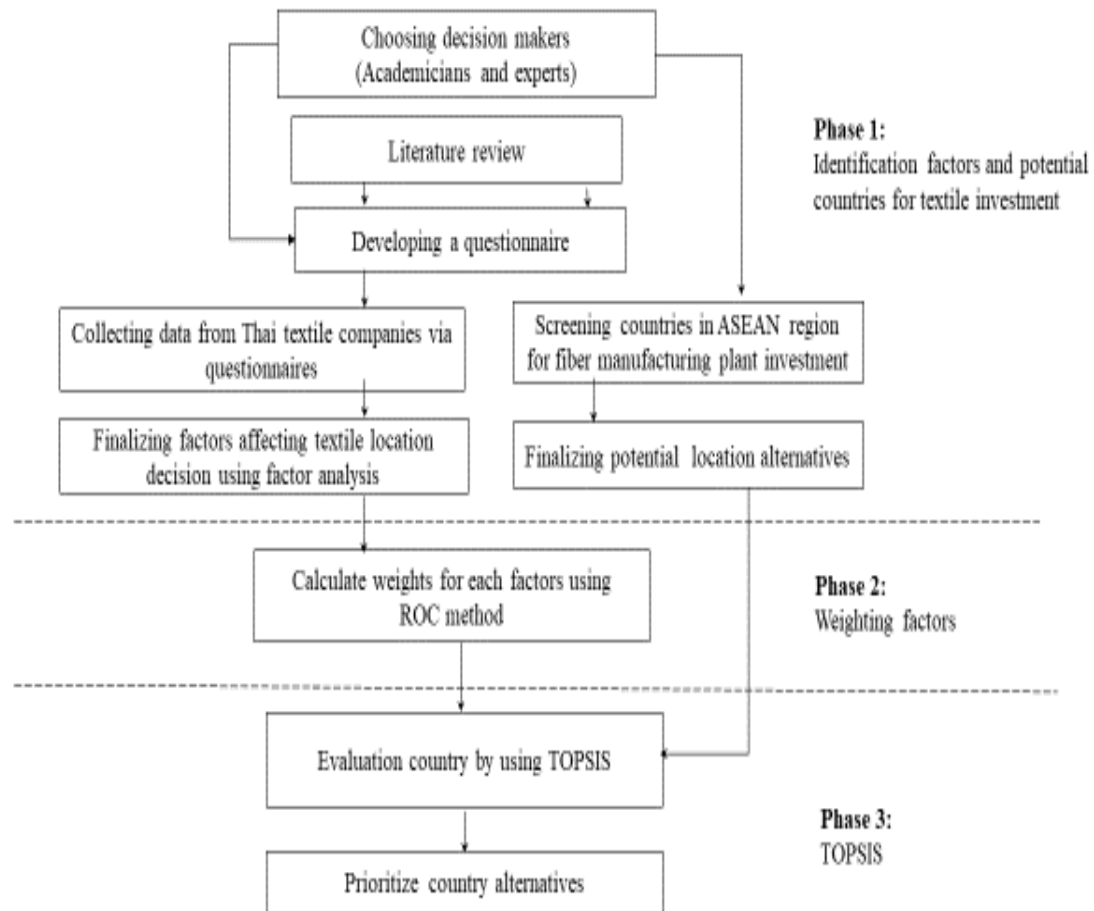 Choosing decision makers
(Academicians and experts)
Literature review
Developing a questionnaire
Collecting data from Thai textile companies via
questionnaires
Finalizing factors affecting textile location
decision using factor analysis
Screening countries in ASEAN region
for fiber manufacturing plant investment
Finalizing potential location alternatives
Phase 1:
Identification factors and potential
countries for textile investment
Calculate weights for each factors using
ROC method
Phase 2:
Weighting factors
Evaluation country by using TOPSIS
Prioritize country alternatives
Phase 3:
TOPSIS